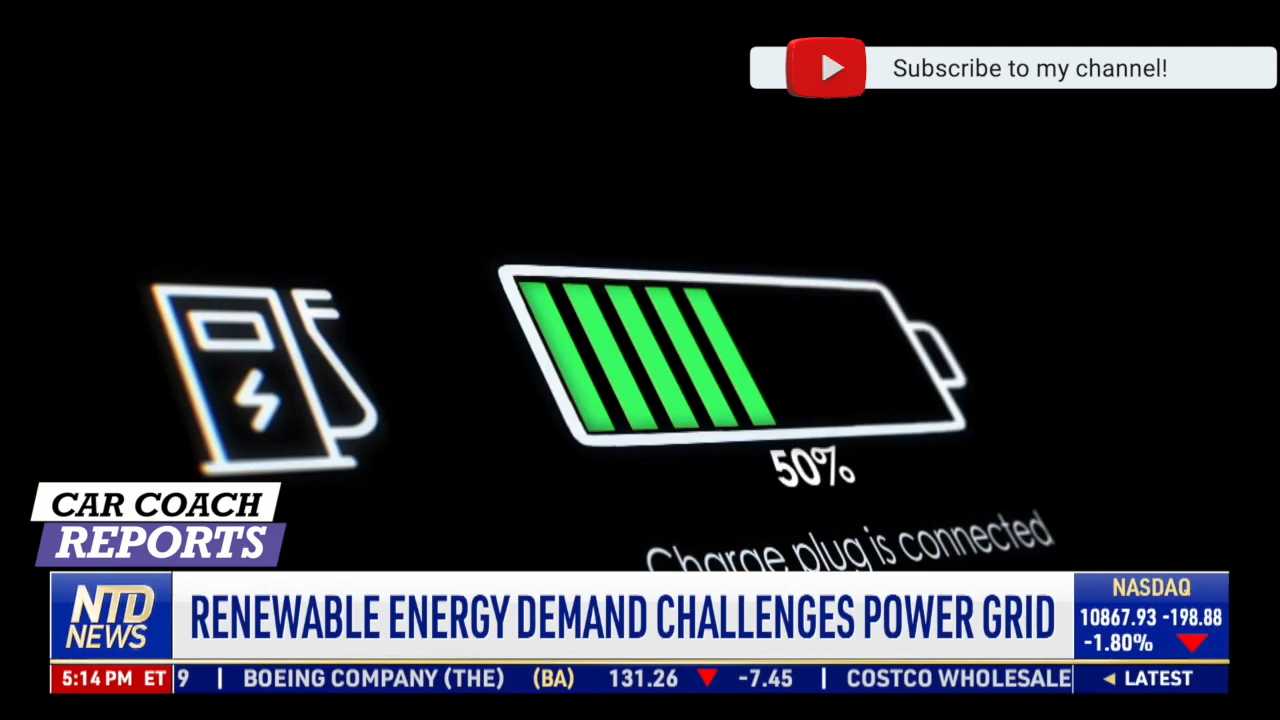 Subscribe to my channel!
50%
Charge plug is connected
CAR COACH
REPORTS
NTD
NEWS
RENEWABLE ENERGY DEMAND CHALLENGES POWER GRID
NASDAQ
10867.93 -198.88
-1.80%
5:14 PM ET 9 | BOEING COMPANY (THE) (BA) 131.26 -7.45 | COSTCO WHOLESALE
LATEST